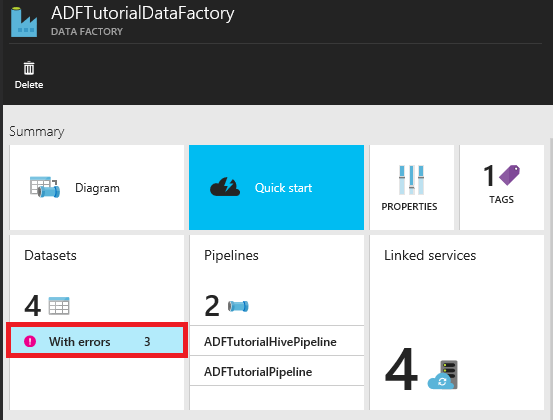 ADFTutorialDataFactory
DATA FACTORY
Delete
Summary
Diagram
Quick start
PROPERTIES
1
TAGS
Datasets
4
With errors 3
Pipelines
2
ADFTutorialHivePipeline
ADFTutorialPipeline
Linked services
4